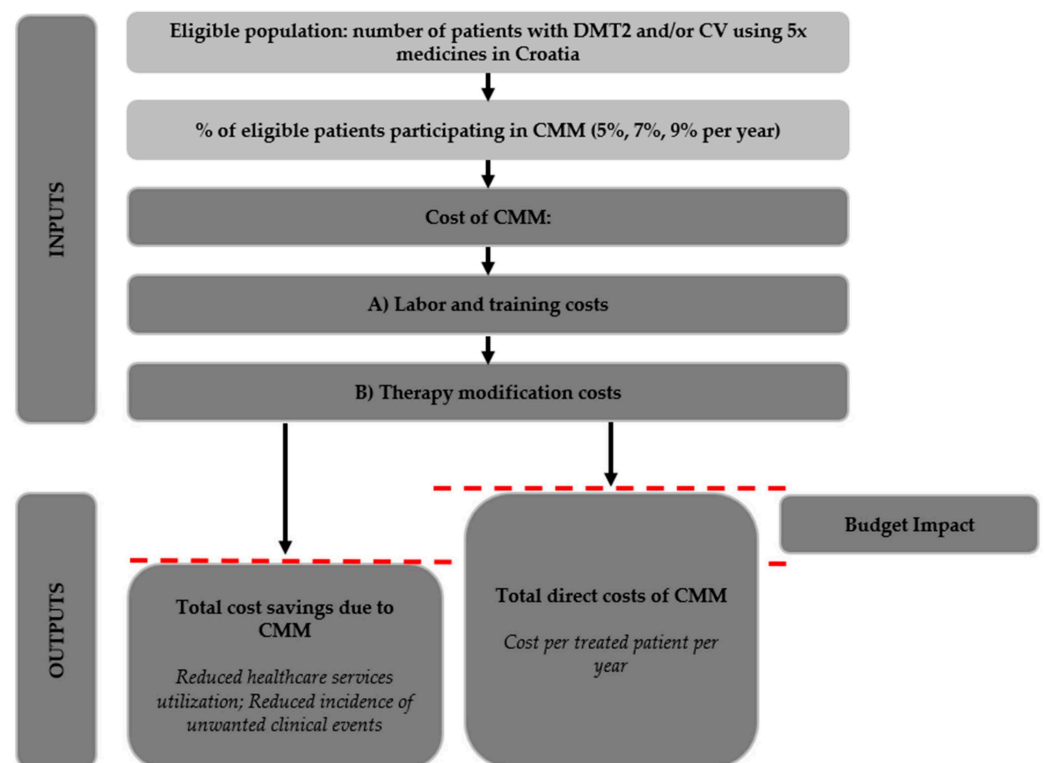 INPUTS
Eligible population: number of patients with DMT2 and/or CV using 5x
medicines in Croatia
% of eligible patients participating in CMM (5%, 7%, 9% per year)
Cost of CMM:
A) Labor and training costs
B) Therapy modification costs
OUTPUTS
Total cost savings due to
CMM
Reduced healthcare services
utilization; Reduced incidence of
unwanted clinical events
Total direct costs of CMM
Cost per treated patient per
year
Budget Impact